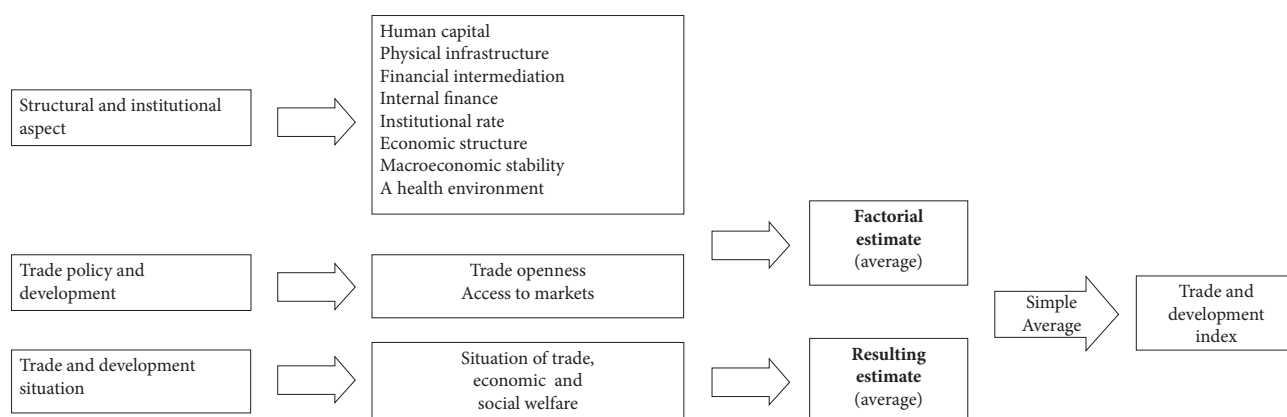 Structural and institutional
aspect
Human capital
Physical infrastructure
Financial intermediation
Internal finance
Institutional rate
Economic structure
Macroeconomic stability
A health environment
Trade policy and
development
Trade openness
Access to markets
Factorial
estimate
(average)
Trade and development
situation
Situation of trade,
economic and
social welfare
Resulting
estimate
(average)
Simple
Average
Trade and
development
index